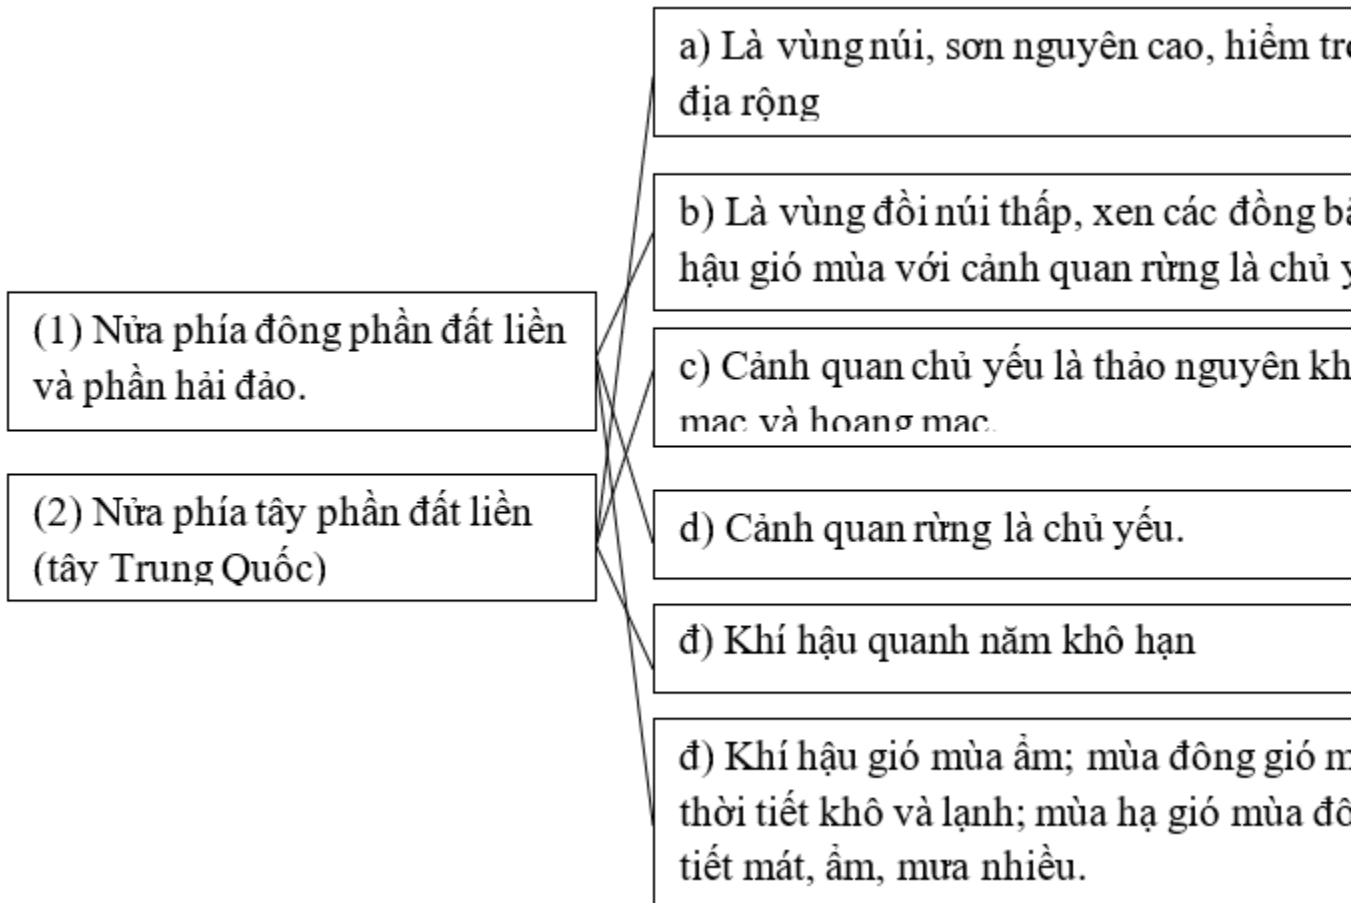 a) Là vùng núi, sơn nguyên cao, hiểm
địa rộng
b) Là vùng đồi núi thấp, xen các đồng
hậu gió mùa với cảnh quan rừng là chủ
(1) Nửa phía đông phần đất liền
và phần hải đảo.
c) Cảnh quan chủ yếu là thảo nguyên
mạc và hoang mạc.
(2) Nửa phía tây phần đất liền
(tây Trung Quốc)
d) Cảnh quan rừng là chủ yếu.
đ) Khí hậu quanh năm khô hạn
đ) Khí hậu gió mùa ẩm; mùa đông gió
thời tiết khô và lạnh; mùa hạ gió mùa
tiết mát, ẩm, mưa nhiều.